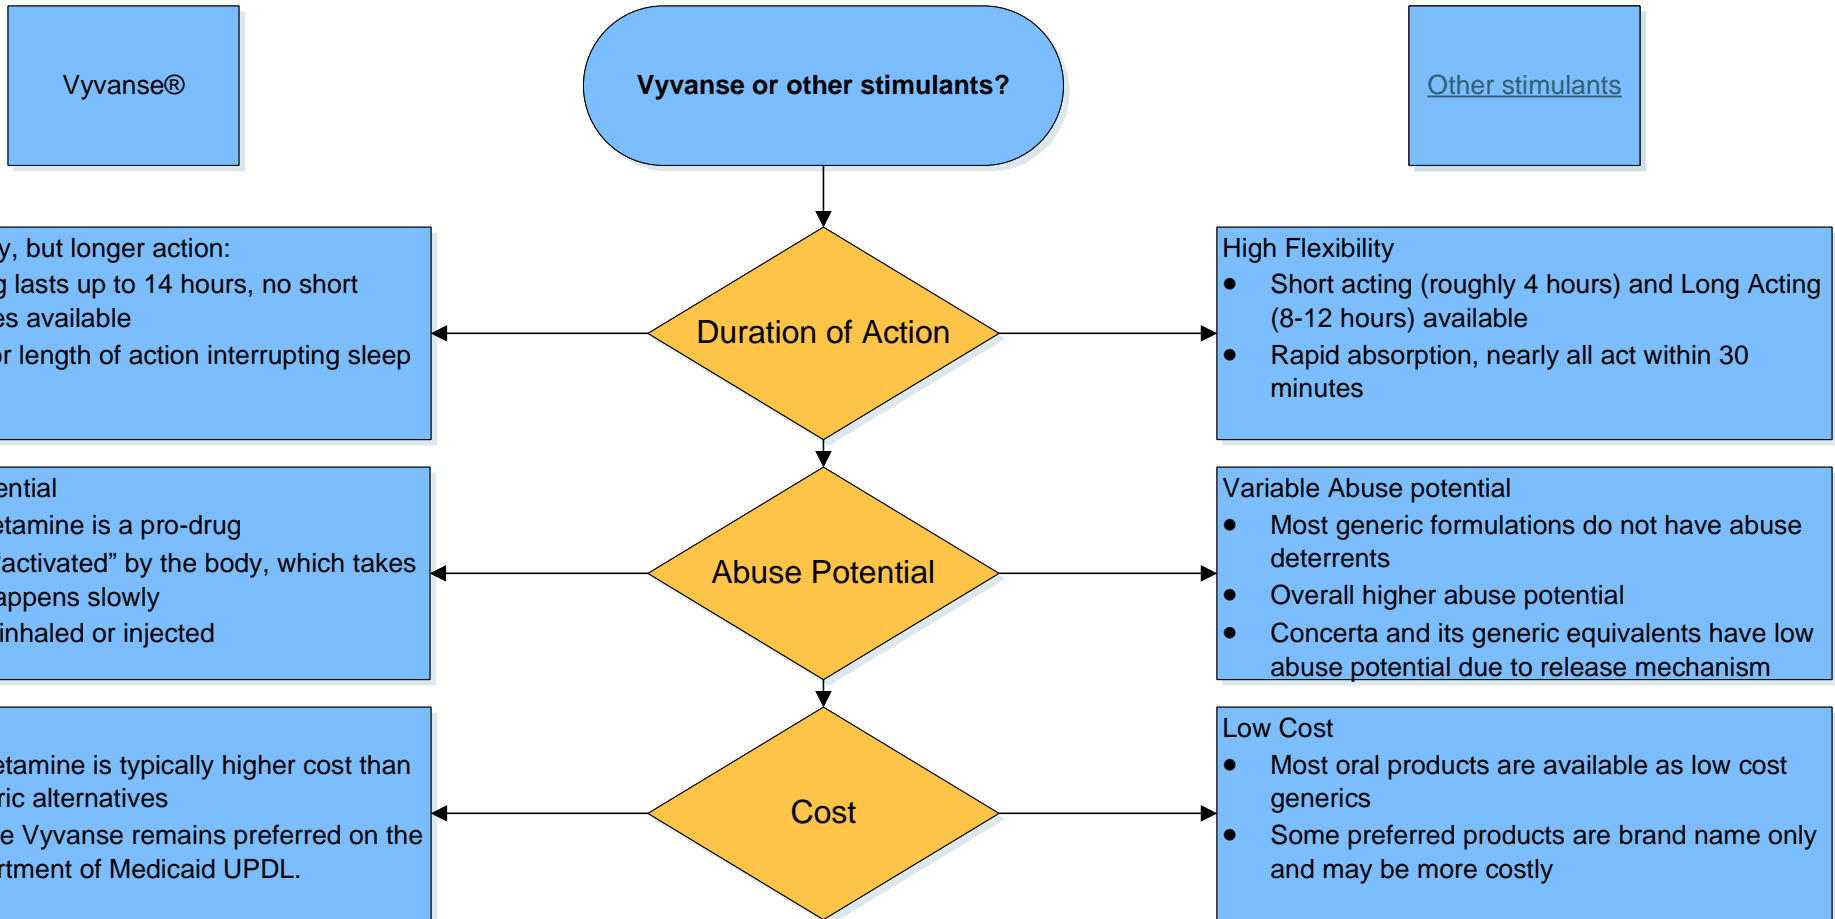 Vyvanse®
Vyvanse or other stimulants?
Other stimulants
Duration of Action
y, but longer action:
g lasts up to 14 hours, no short
es available
or length of action interrupting sleep
High Flexibility
● Short acting (roughly 4 hours) and Long Acting
(8-12 hours) available
● Rapid absorption, nearly all act within 30
minutes
Abuse Potential
ential
etamine is a pro-drug
“activated” by the body, which takes
appens slowly
inhaled or injected
Variable Abuse potential
● Most generic formulations do not have abuse
deterrents
● Overall higher abuse potential
● Concerta and its generic equivalents have low
abuse potential due to release mechanism
Cost
etamine is typically higher cost than
ric alternatives
e Vyvanse remains preferred on the
rtment of Medicaid UPDL.
Low Cost
● Most oral products are available as low cost
generics
● Some preferred products are brand name only
and may be more costly